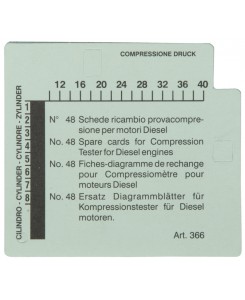 COMPRESSIONE DRUCK
12 16 20 24 28 32 36 40
CILINDRO - CYLINDER - CYLINDRE - ZYLINDER
1
2
3
4
5
6
7
8
N° 48 Schede ricambio provacompre-
sione per motori Diesel
No. 48 Spare cards for Compression
Tester for Diesel engines
No. 48 Fiches-diagramme de rechange
pour Compressiomètre pour
moteurs Diesel
No. 48 Ersatz Diagrammblätter für
Kompressionstester für Diesel
motoren.
Art. 366